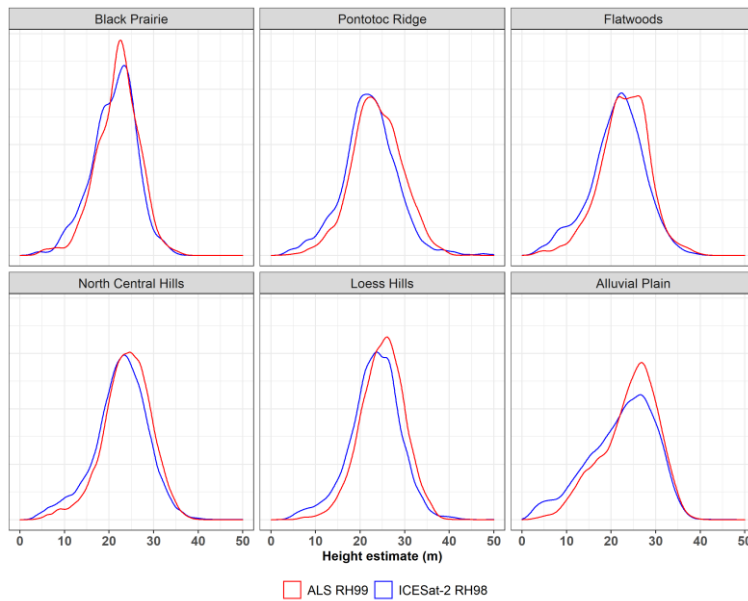 Black Prairie
Pontotoc Ridge
Flatwoods
North Central Hills
Loess Hills
Alluvial Plain
0 10 20 30 40 50 0 10 20 30 40 50 0 10 20 30 40 50
Height estimate (m)
ALS RH99 ICESat-2 RH98